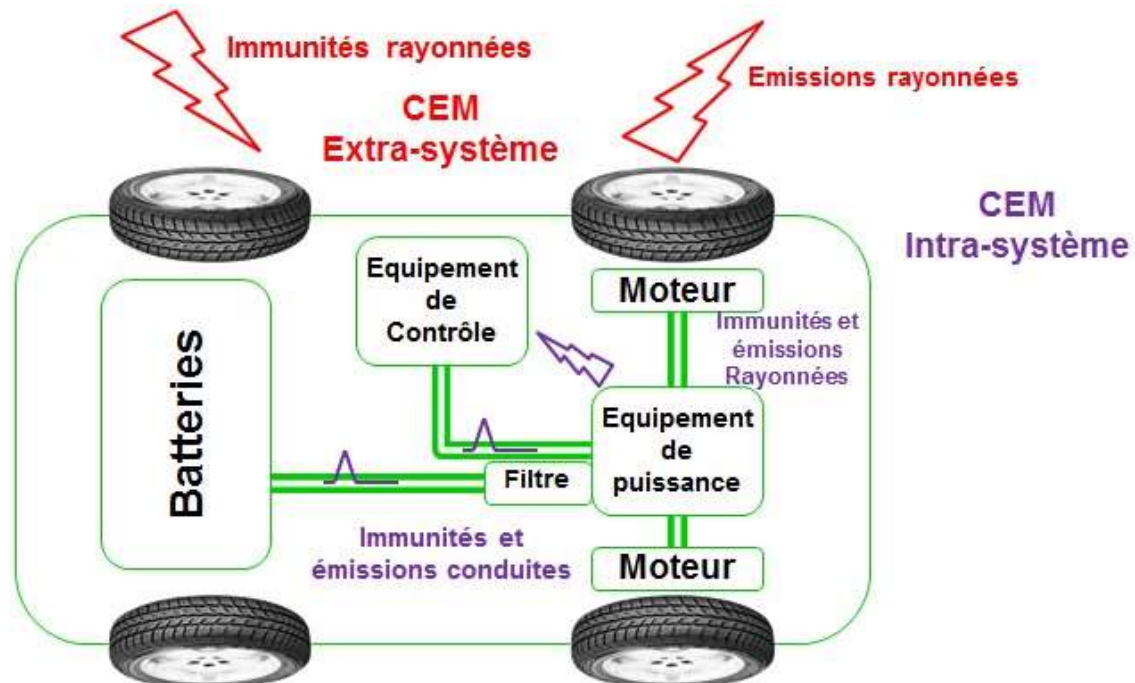 Immunités rayonnées
Emissions rayonnées
CEM
Extra-système
CEM
Intra-système
Equipement
de
Contrôle
Moteur
Immunités et
émissions
Rayonnées
Batteries
Equipement
de
puissance
Filtre
Immunités et
émissions conduites
Moteur